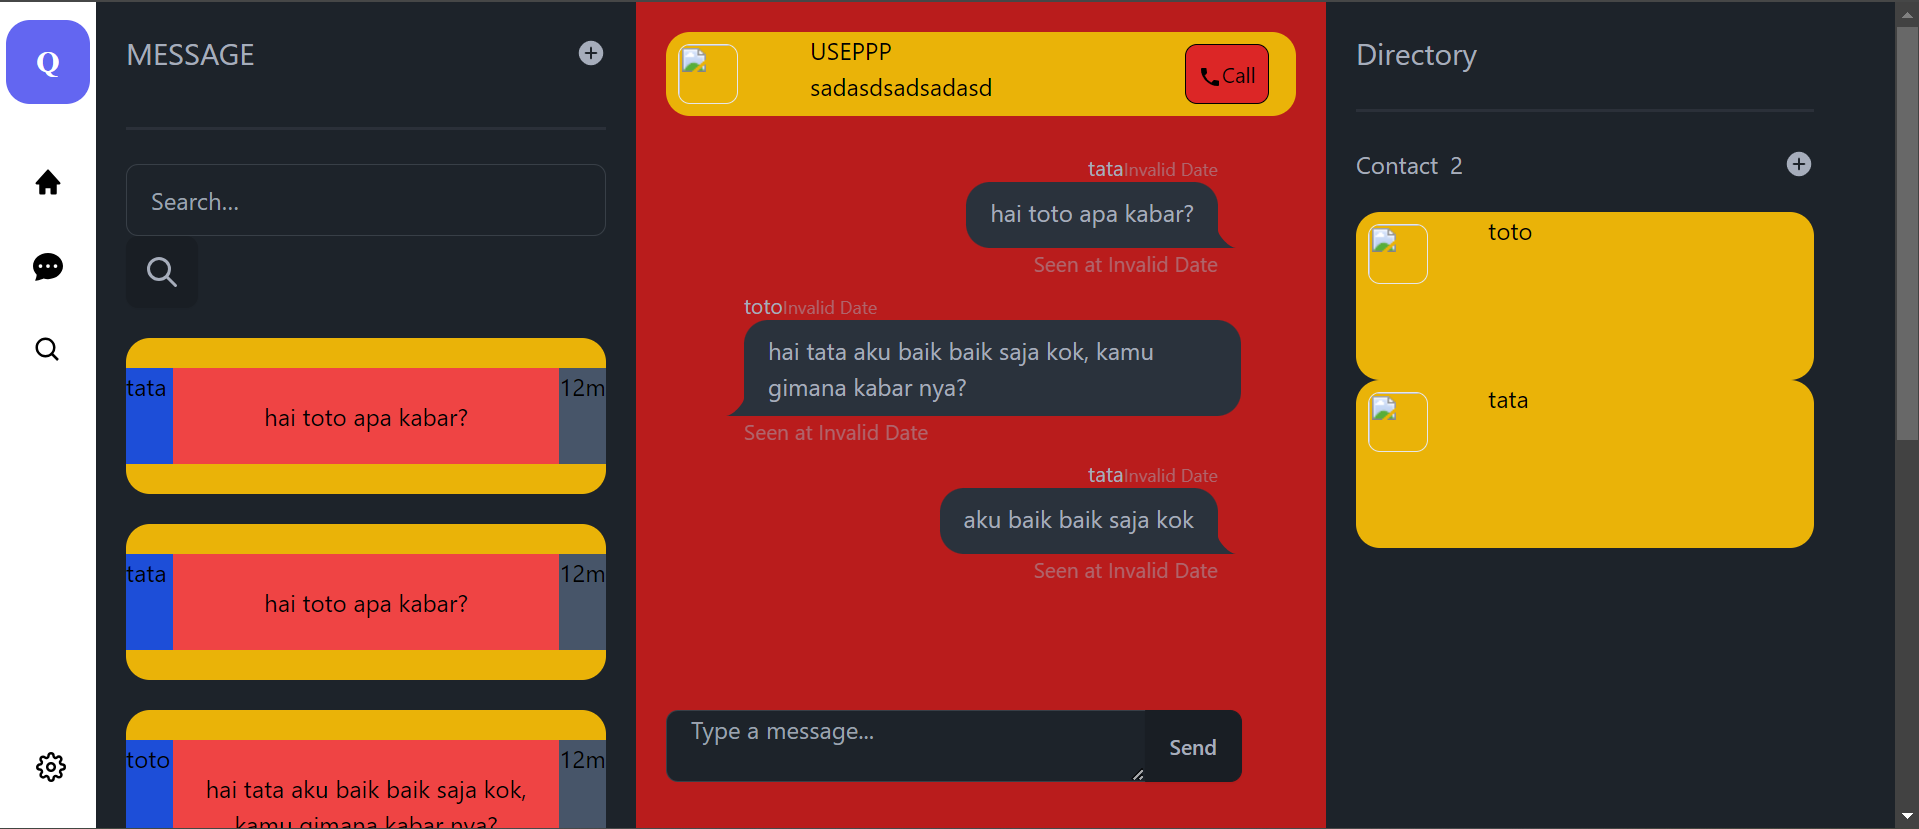 Q
MESSAGE
Search...
tata
hai toto apa kabar?
12m
tata
hai toto apa kabar?
12m
toto
hai tata aku baik baik saja kok,
kamu gimana kabar nya?
12m
USEPPP
sadasdsadsadasd
Call
tataInvalid Date
hai toto apa kabar?
Seen at Invalid Date
totoInvalid Date
hai tata aku baik baik saja kok, kamu
gimana kabar nya?
Seen at Invalid Date
tataInvalid Date
aku baik baik saja kok
Seen at Invalid Date
Type a message...
Send
Directory
Contact 2
toto
tata